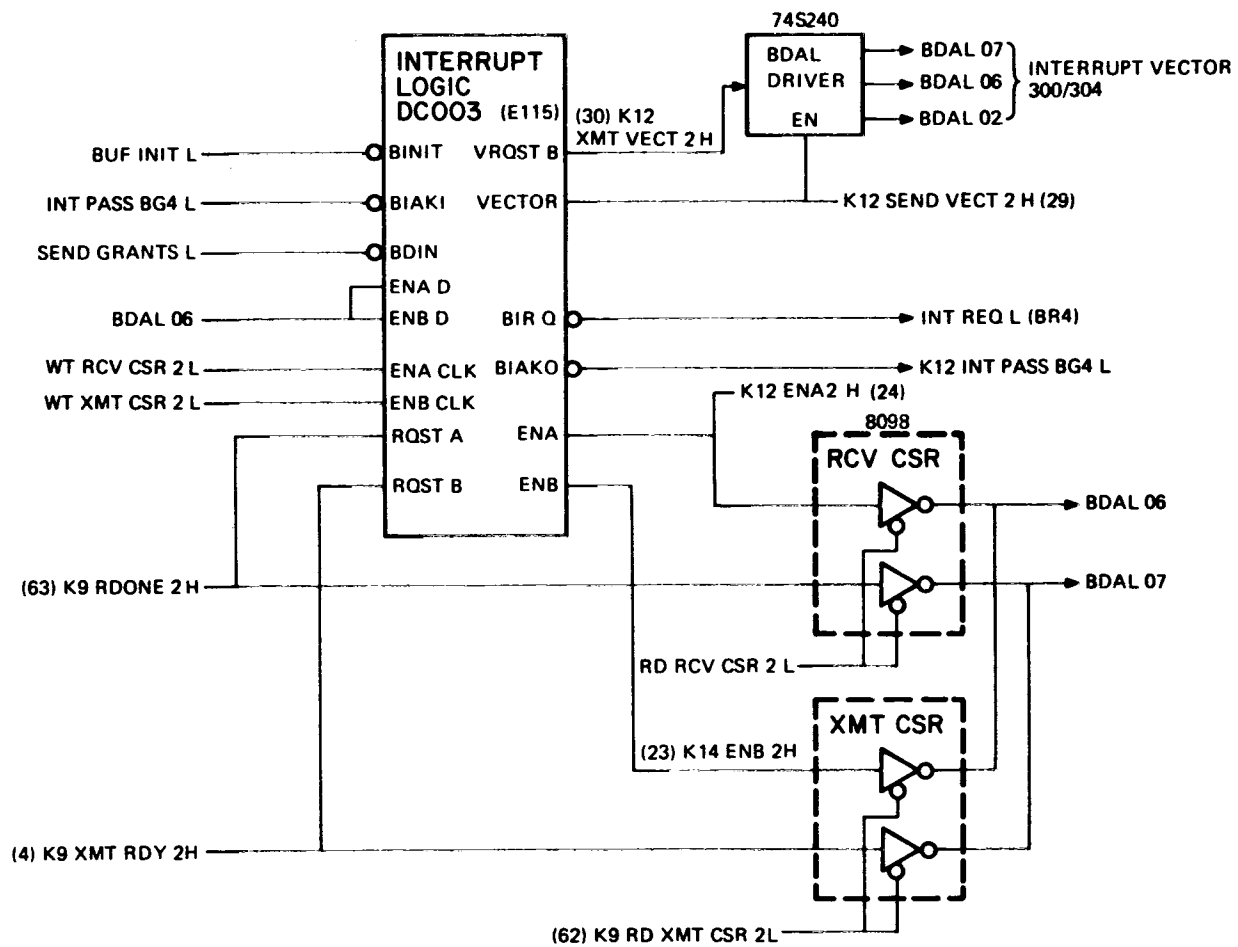 74S240
INTERRUPT
LOGIC
DC003 (E115)
BDAL
DRIVER
EN
BDAL 07
BDAL 06
BDAL 02
INTERRUPT VECTOR
300/304
(30) K12
XMT VECT 2 H
BUF INIT L
BINIT
VRQST B
INT PASS BG4 L
BIAKI
VECTOR
K12 SEND VECT 2 H (29)
SEND GRANTS L
BDIN
ENA D
BDAL 06
ENB D
BIR Q
INT REQ L (BR4)
WT RCV CSR 2 L
ENA CLK
BIAKO
K12 INT PASS BG4 L
WT XMT CSR 2 L
ENB CLK
K12 ENA2 H (24)
8098
RQST A
ENA
RCV CSR
RQST B
ENB
BDAL 06
(63) K9 RDONE 2 H
BDAL 07
RD RCV CSR 2 L
XMT CSR
(23) K14 ENB 2H
(4) K9 XMT RDY 2H
(62) K9 RD XMT CSR 2L